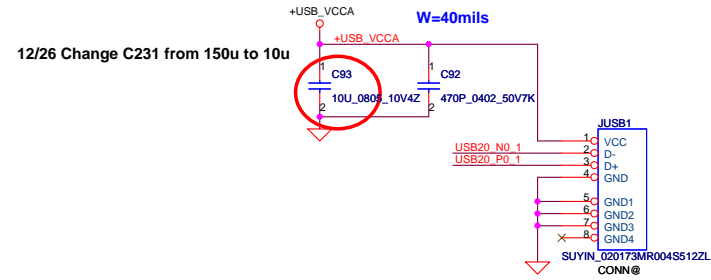 +USB_VCCA
W=40mils
+USB_VCCA
12/26 Change C231 from 150u to 10u
1
C93
10U_0805_10V4Z
2
1
C92
470P_0402_50V7K
2
JUSB1
1 VCC
USB20_N0_1 2 D-
USB20_P0_1 3 D+
4 GND
5 GND1
6 GND2
7 GND3
8 GND4
SUYIN_020173MR004S512ZL
CONN@